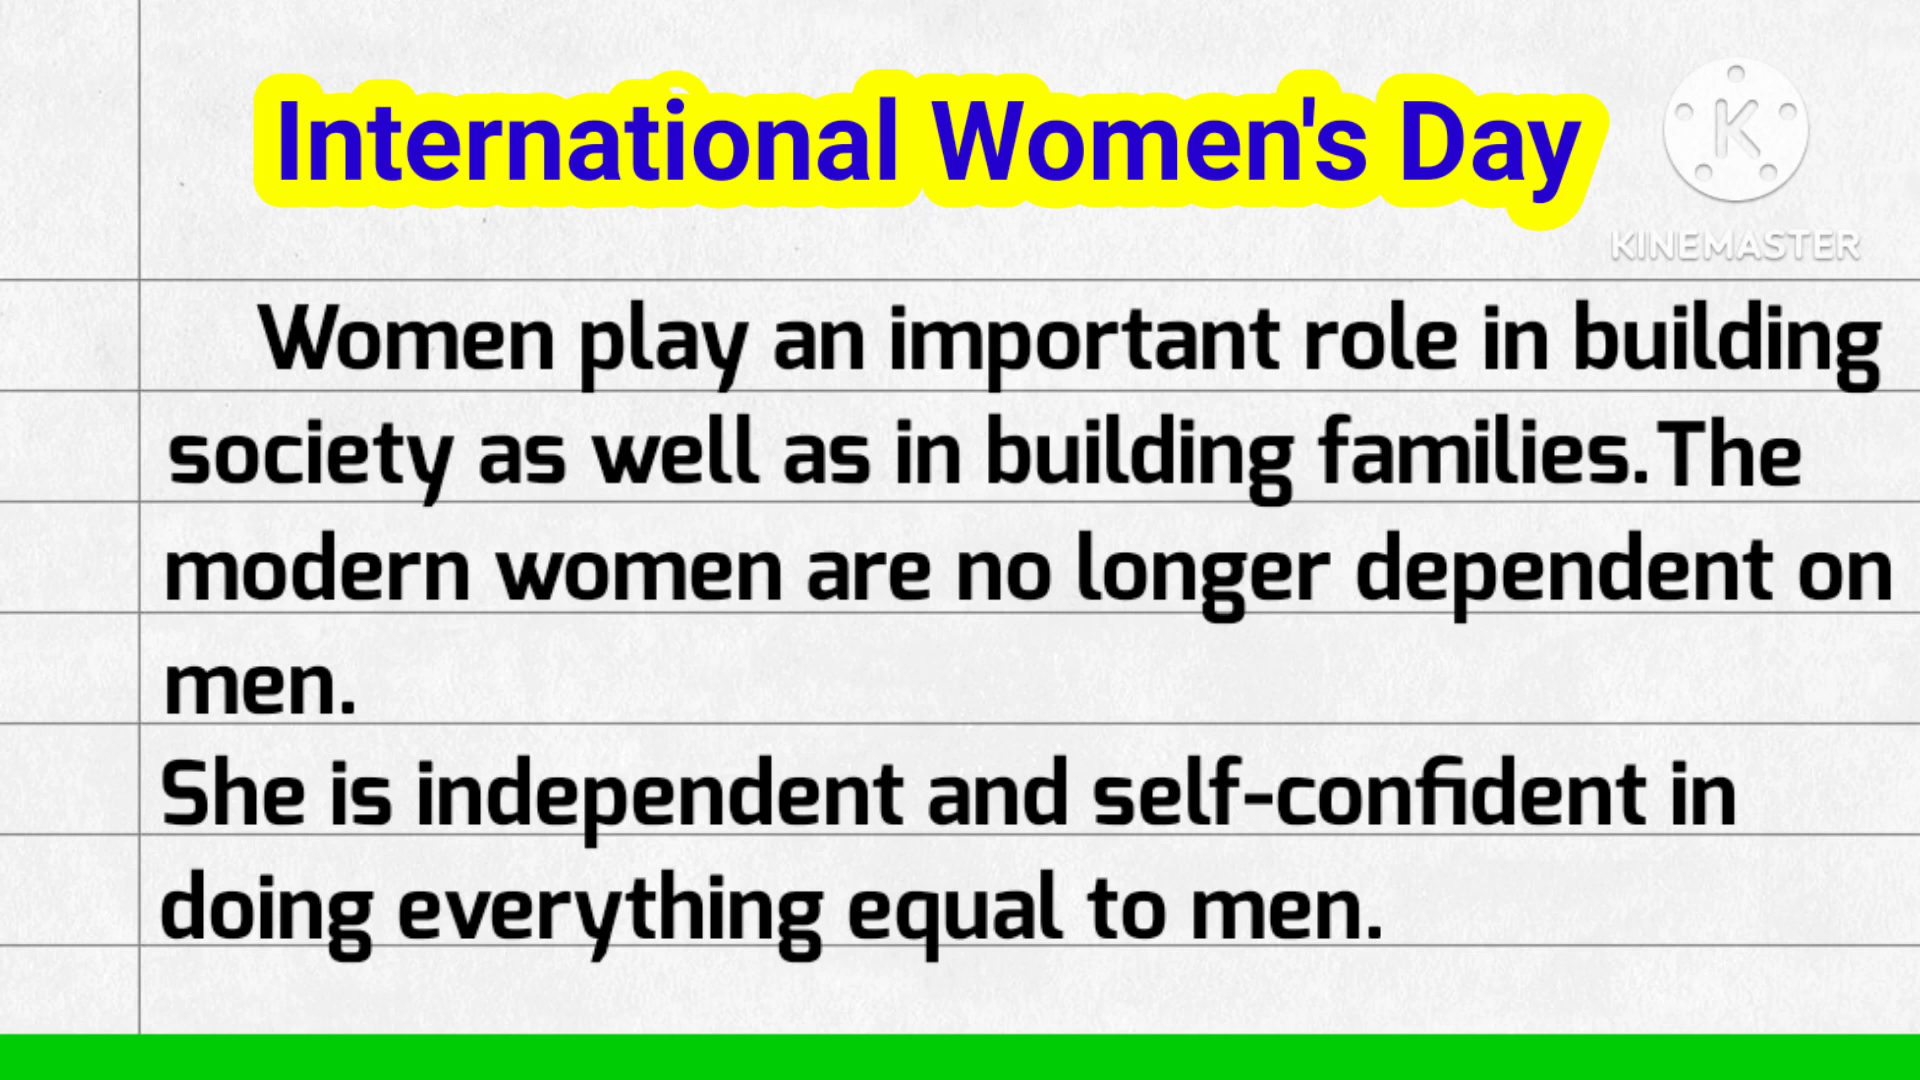 International Women's Day
K
KINEMASTER
Women play an important role in building
society as well as in building families. The
modern women are no longer dependent on
men.
She is independent and self-confident in
doing everything equal to men.